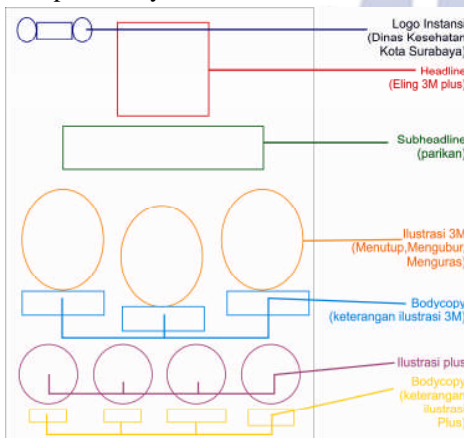 Logo Instans
(Dinas Kesehatan
Kota Surabaya)
Headline
(Eling 3M plus)
Subheadline
(parikan)
Ilustrasi 3M
(Menutup,Mengubur,
Menguras)
Bodycopy
(keterangan ilustrasi 3M)
Ilustrasi plus
Bodycopy
(keterangan
ilustrasi
Plus)